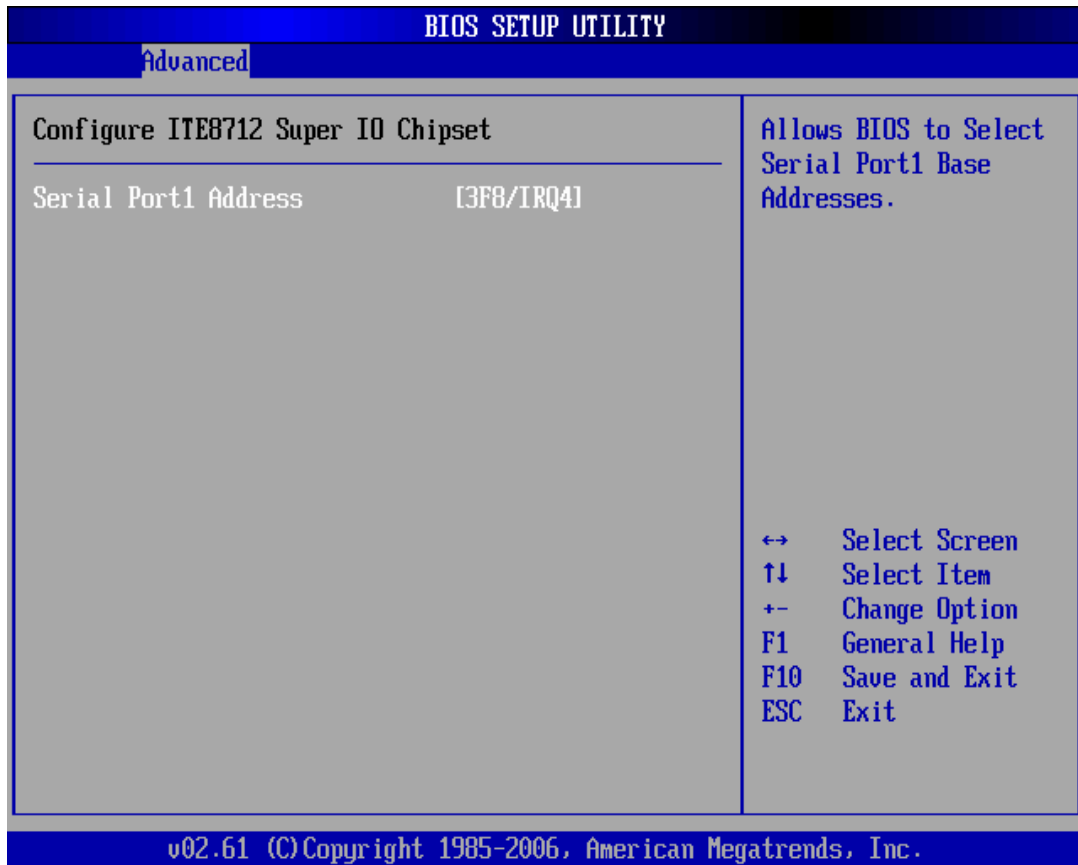 BIOS SETUP UTILITY
Advanced
Configure ITE8712 Super IO Chipset
Serial Port1 Address [3F8/IRQ4]
Allows BIOS to Select
Serial Port1 Base
Addresses.
←→ Select Screen
↑↓ Select Item
+- Change Option
F1 General Help
F10 Save and Exit
ESC Exit
v02.61 (C)Copyright 1985-2006, American Megatrends, Inc.